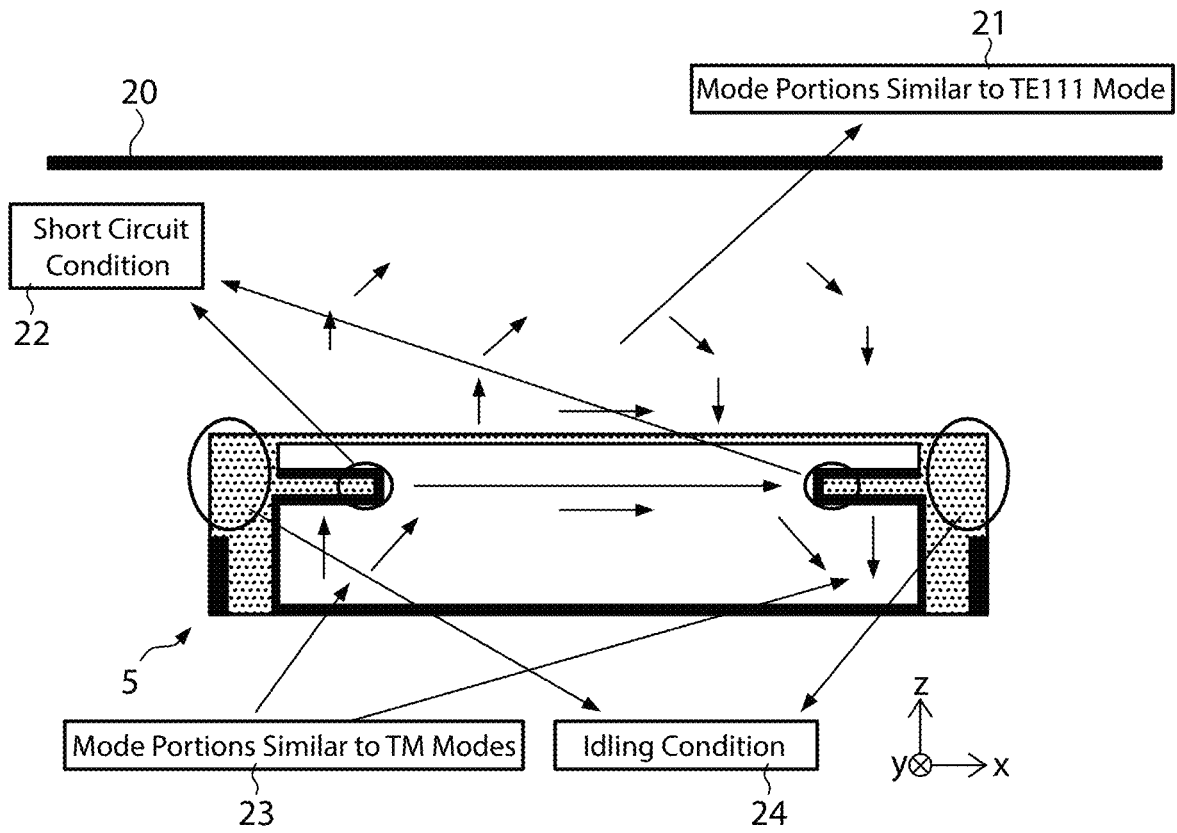 21
Mode Portions Similar to TE111 Mode
20
Short Circuit
Condition
22
5
Mode Portions Similar to TM Modes
23
Idling Condition
24
z
y
x